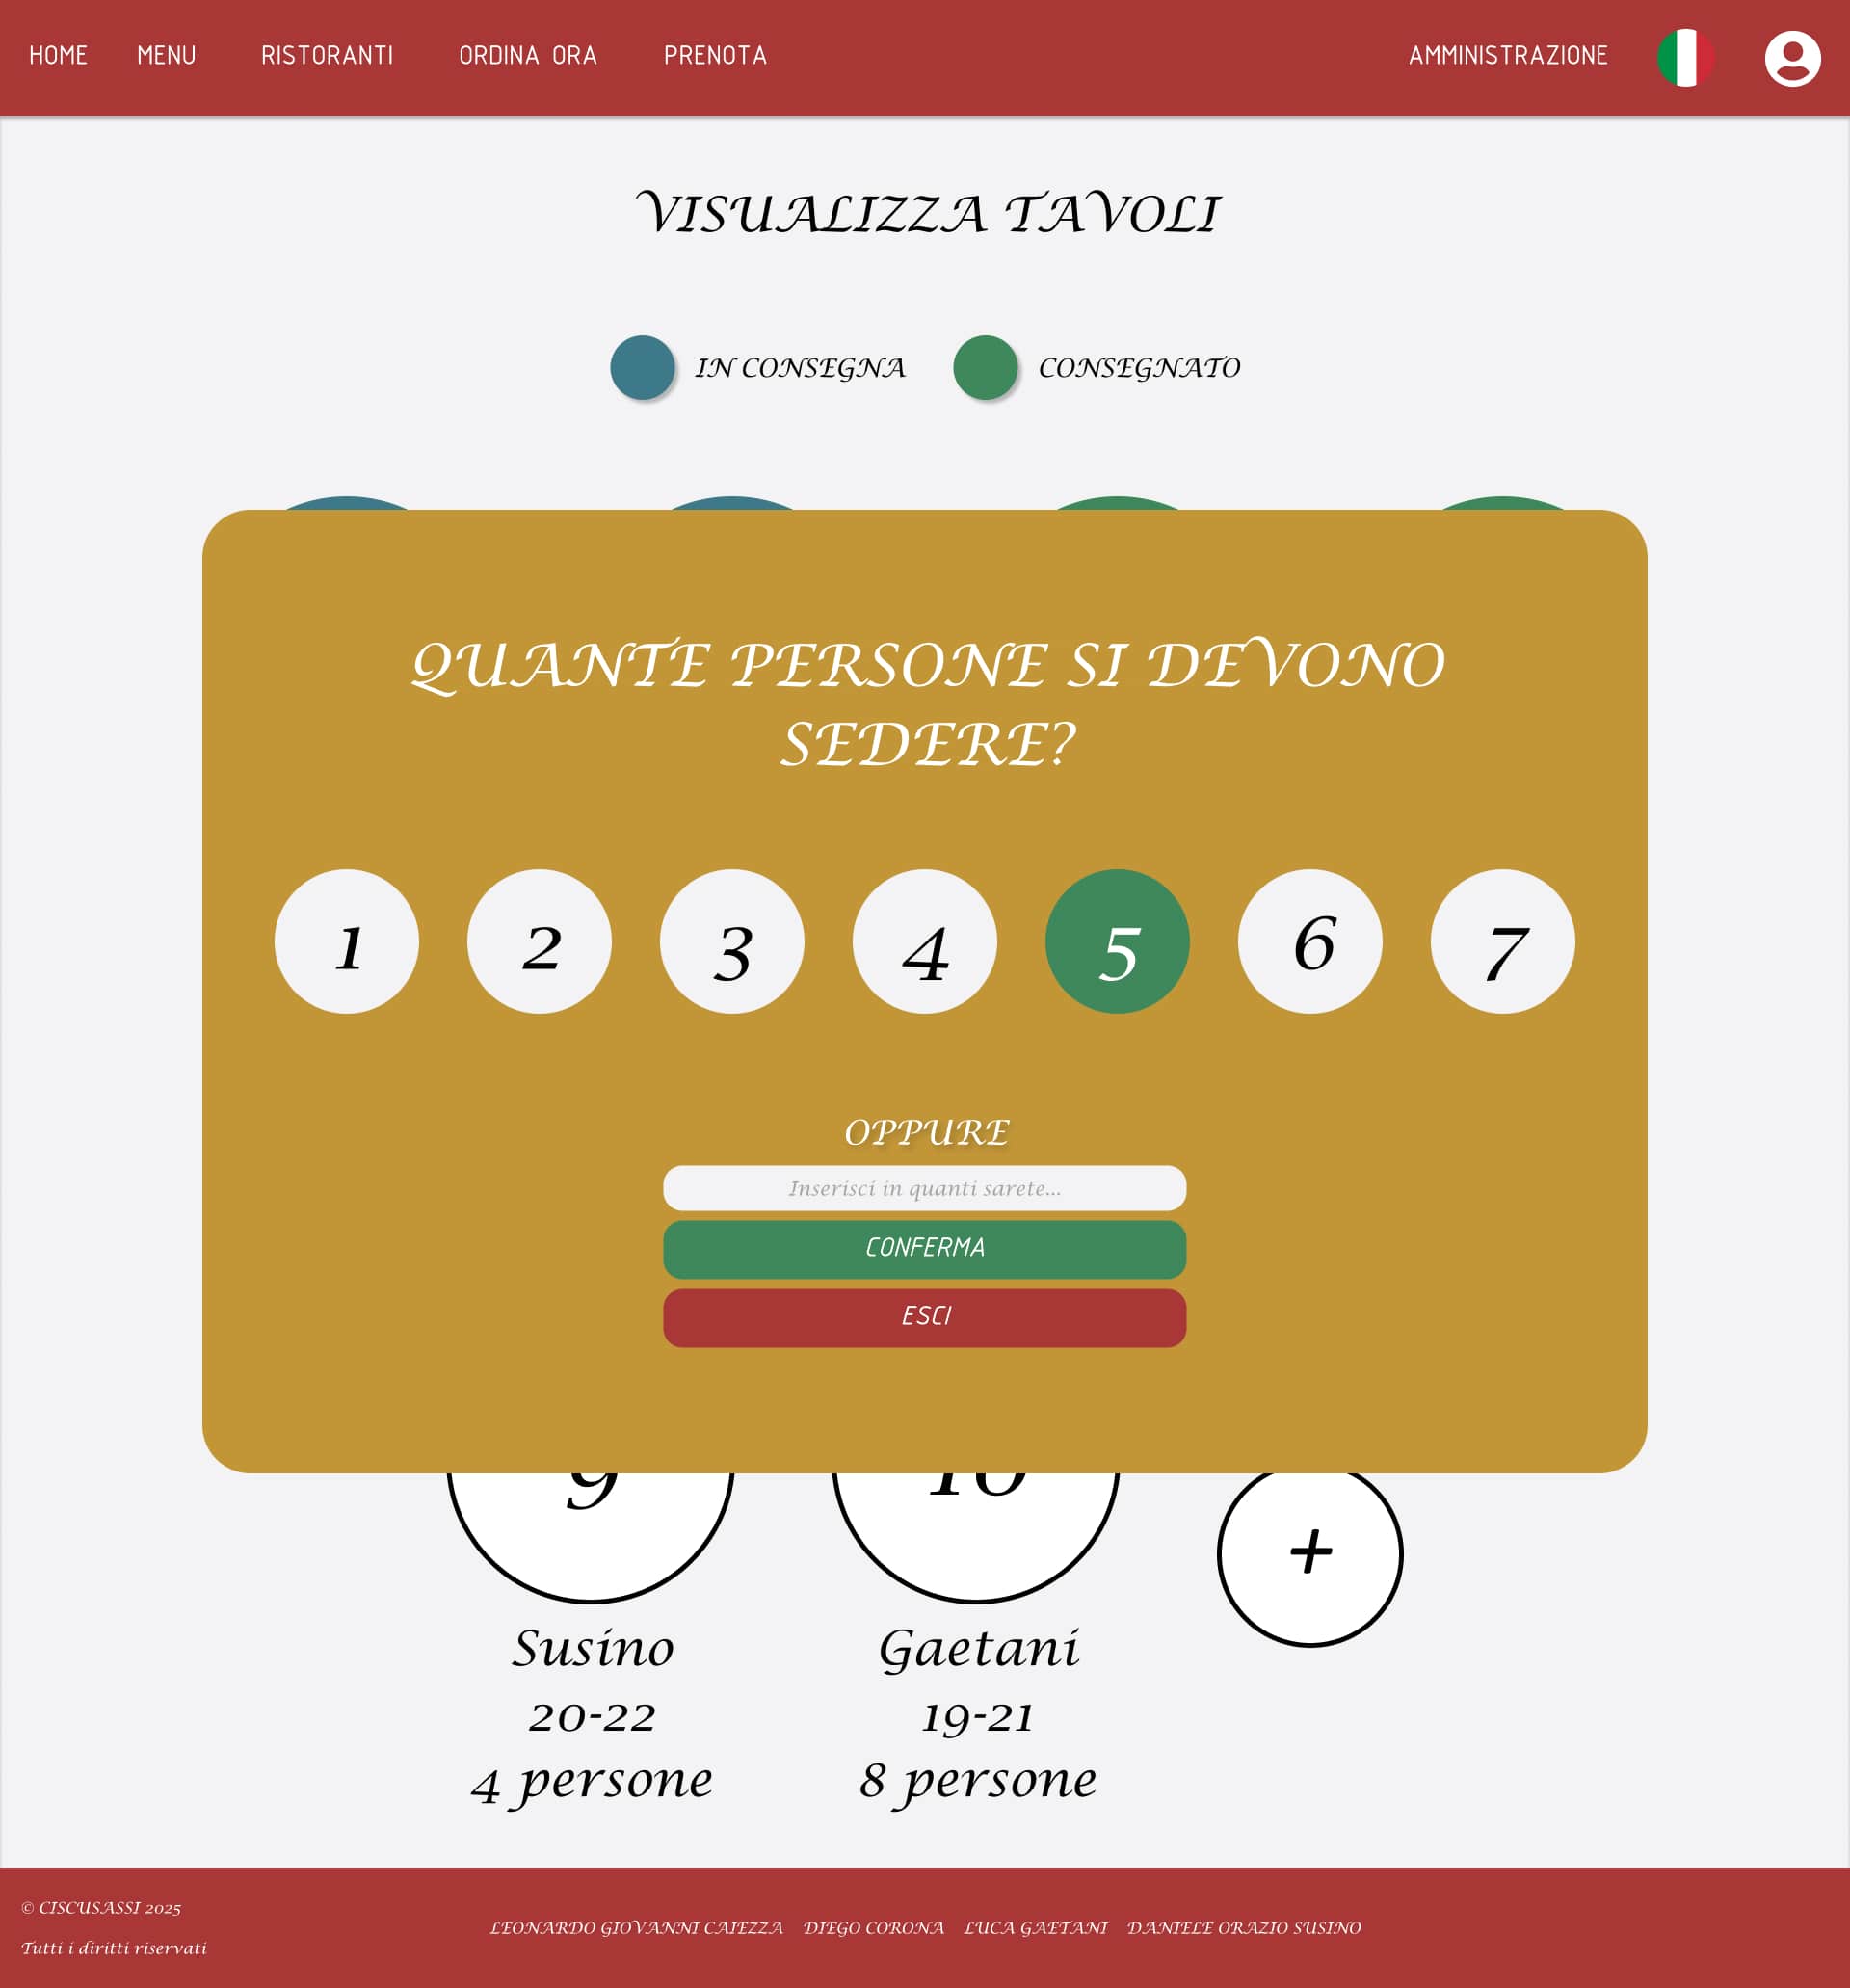 HOME MENU RISTORANTI ORDINA ORA PRENOTA AMMINISTRAZIONE
VISUALIZZA TAVOLI
IN CONSEGNA CONSEGNATO
QUANTE PERSONE SI DEVONO
SEDERE?
1 2 3 4 5 6 7
OPPURE
Inserisci in quanti sarete...
CONFERMA
ESCI
9 10
+
Susino Gaetani
20-22 19-21
4 persone 8 persone
© CISCUSASSI 2025
LEONARDO GIOVANNI CAIEZZA DIEGO CORONA LUCA GAETANI DANIELE ORAZIO SUSINO
Tutti i diritti riservati